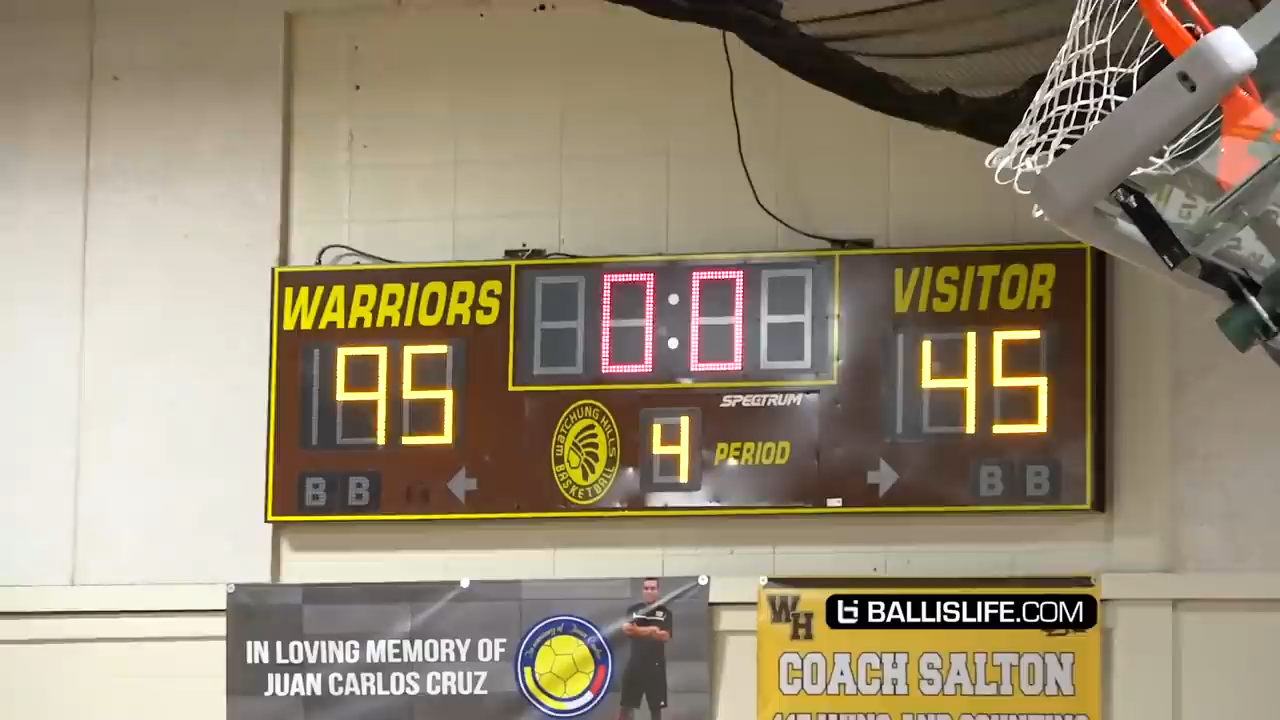 WARRIORS
0:0
VISITOR
95
45
SPECTRUM
WATCHUNG HILLS
BASKETBALL
4
PERIOD
B B
B B
IN LOVING MEMORY OF
JUAN CARLOS CRUZ
WH
BALLISLIFE.COM
COACH SALTON